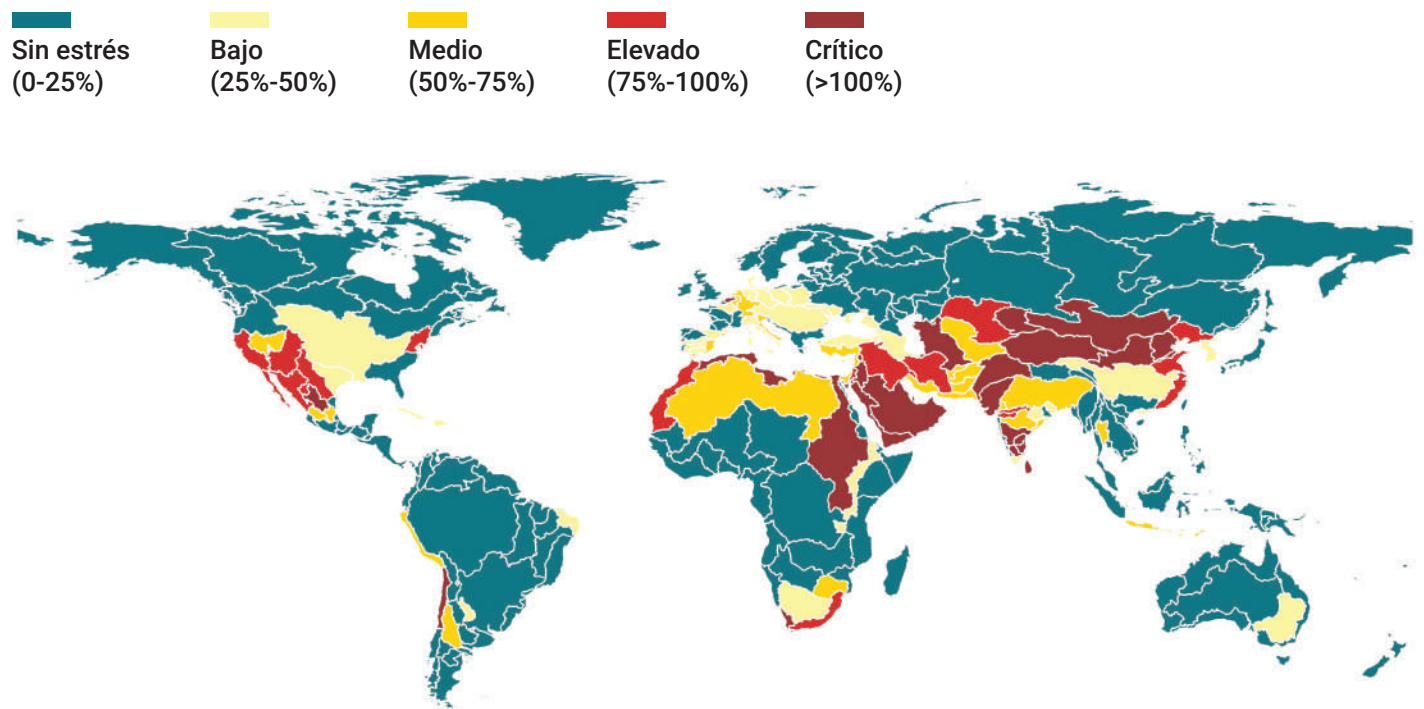 Sin estrés
(0-25%)
Bajo
(25%-50%)
Medio
(50%-75%)
Elevado
(75%-100%)
Crítico
(>100%)